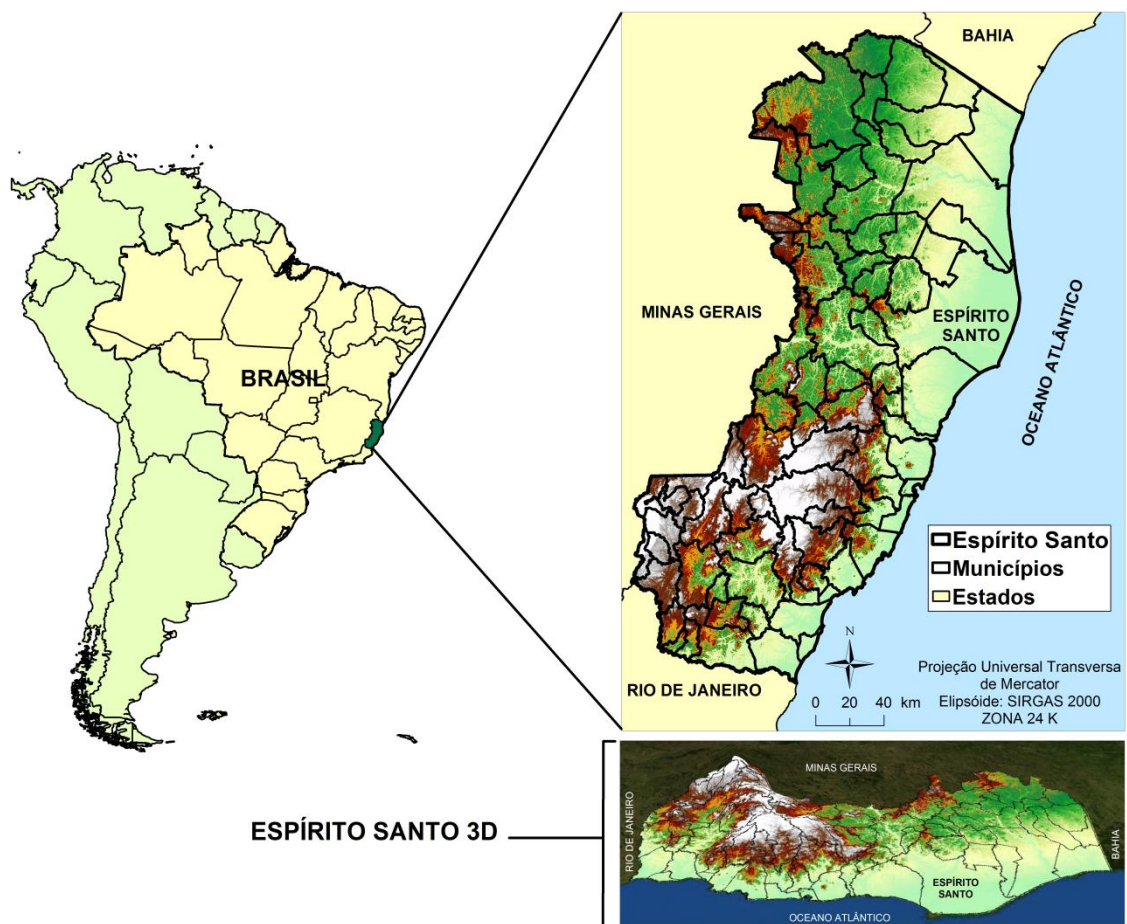 BRASIL
BAHIA
MINAS GERAIS
ESPÍRITO
SANTO
OCEANO ATLÂNTICO
Espírito Santo
Municípios
Estados
N
RIO DE JANEIRO
0 20 40 km
Projeção Universal Transversa
de Mercator
Elipsóide: SIRGAS 2000
ZONA 24 K
ESPÍRITO SANTO 3D
MINAS GERAIS
RIO DE JANEIRO
BAHIA
ESPÍRITO
SANTO
OCEANO ATLÂNTICO